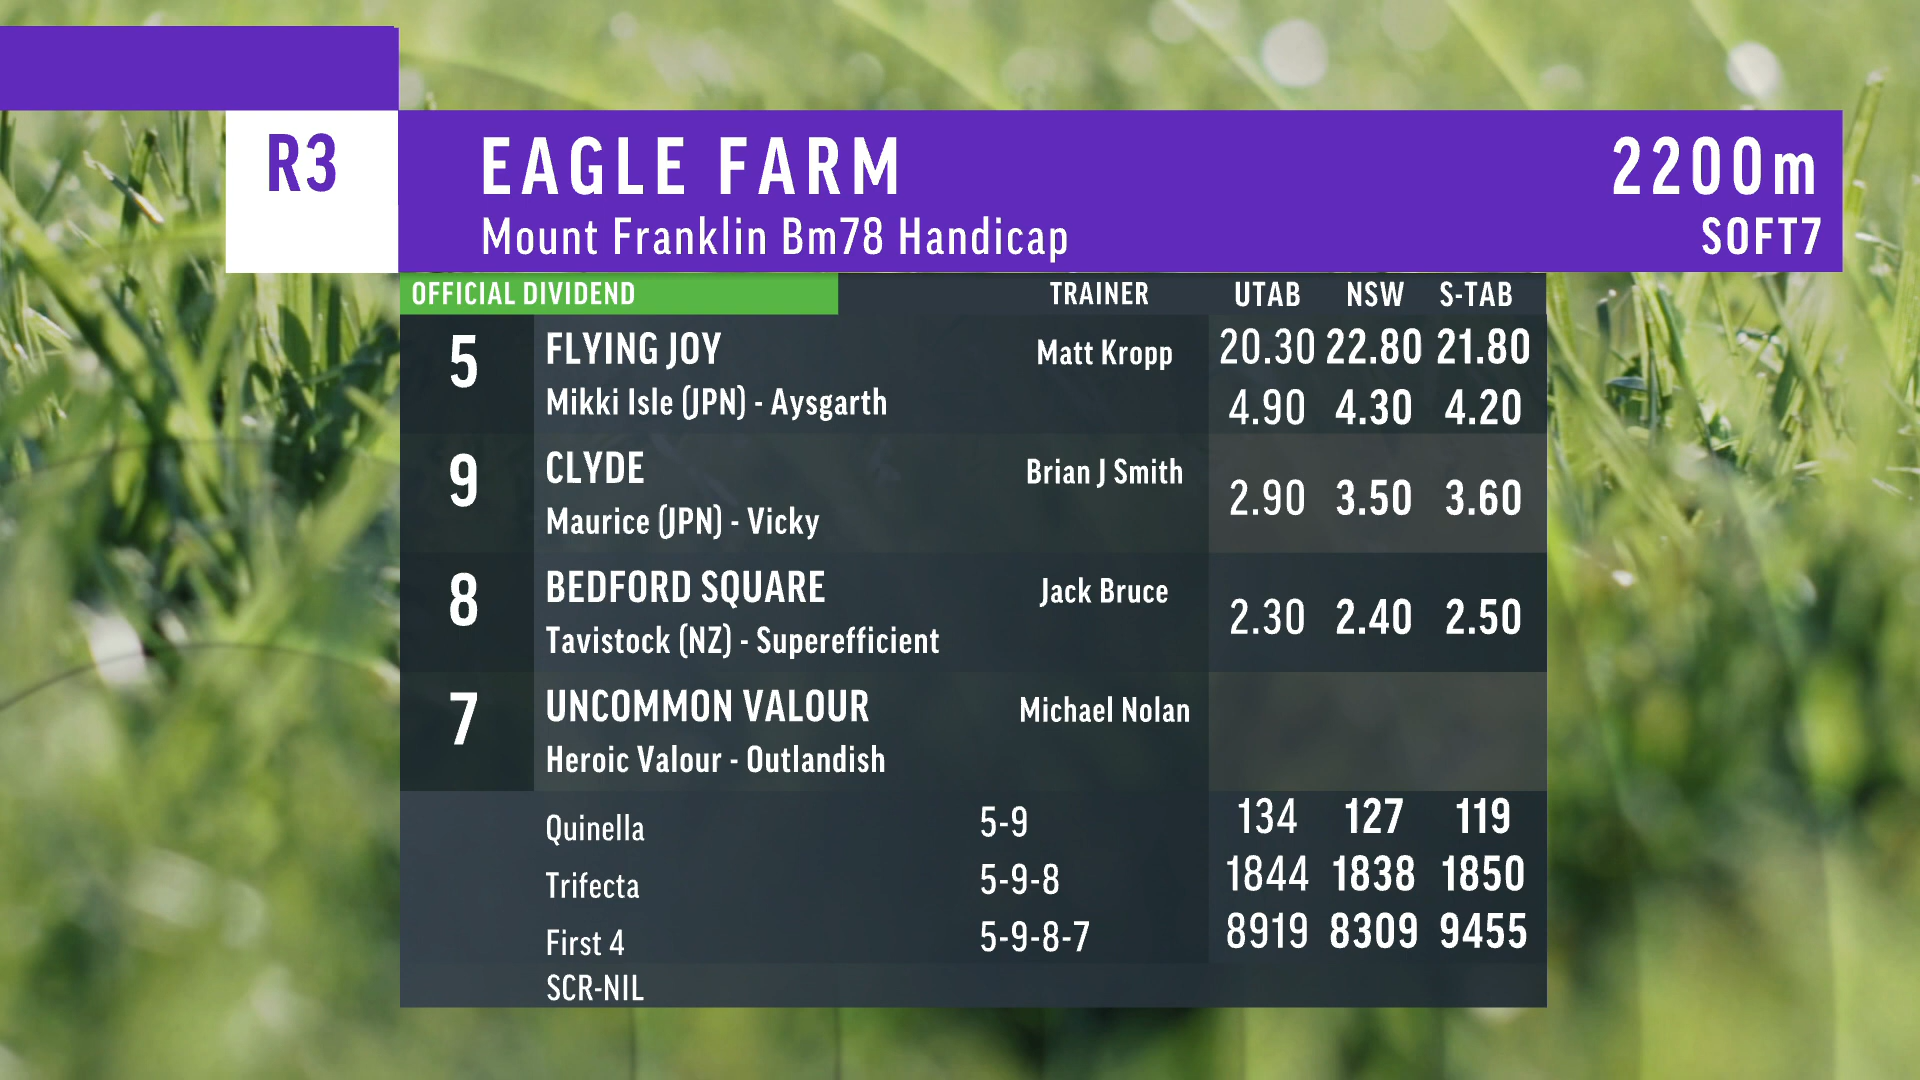 R3
EAGLE FARM 2200m
Mount Franklin Bm78 Handicap SOFT7
OFFICIAL DIVIDEND TRAINER UTAB NSW S-TAB
5 FLYING JOY Matt Kropp 20.30 22.80 21.80
Mikki Isle (JPN) - Aysgarth 4.90 4.30 4.20
9 CLYDE Brian J Smith 2.90 3.50 3.60
Maurice (JPN) - Vicky
8 BEDFORD SQUARE Jack Bruce 2.30 2.40 2.50
Tavistock (NZ) - Superefficient
7 UNCOMMON VALOUR Michael Nolan
Heroic Valour - Outlandish
Quinella 5-9 134 127 119
Trifecta 5-9-8 1844 1838 1850
First 4 5-9-8-7 8919 8309 9455
SCR-NIL